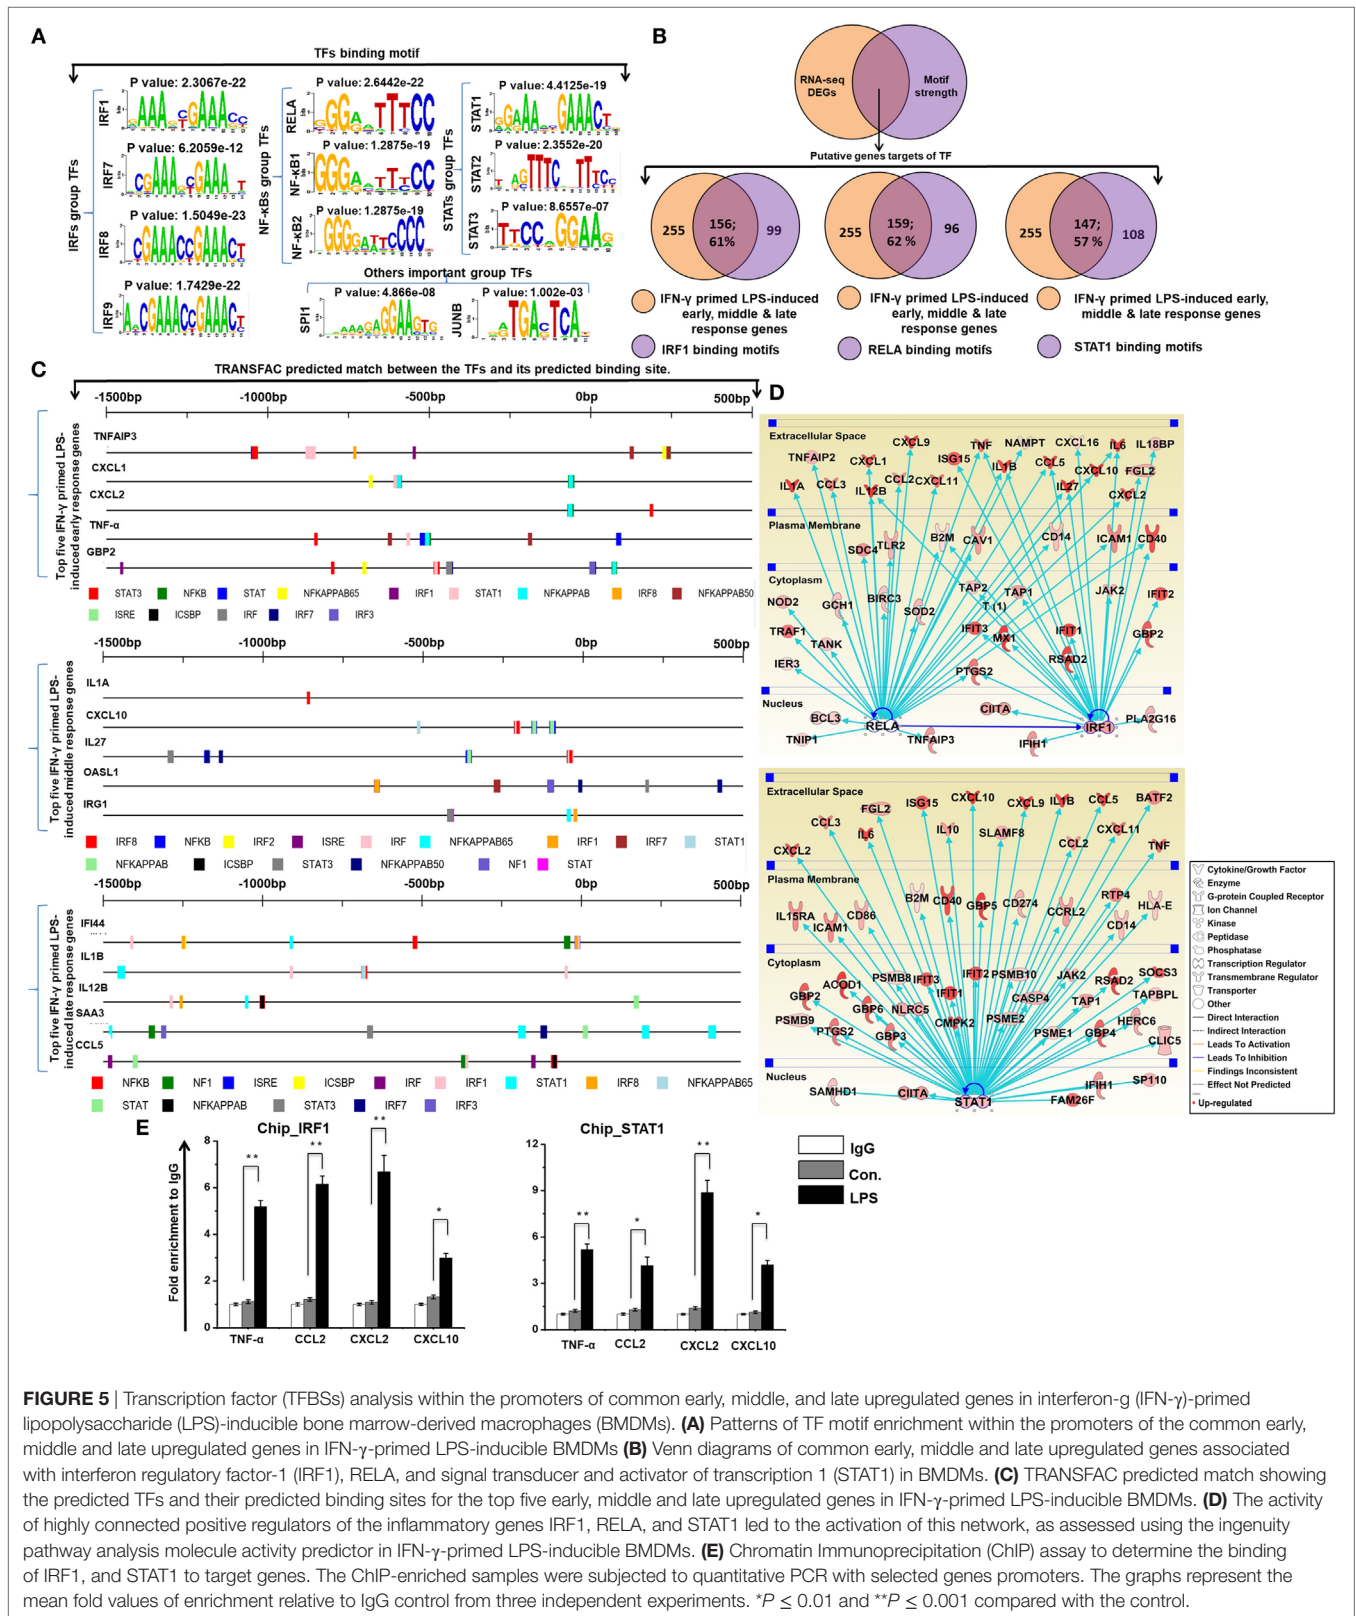 A
TFs binding motif
IRFs group TFs
IRF1
P value: 2.3067e-22
IRF7
P value: 6.2059e-12
IRF8
P value: 1.5049e-23
IRF9
P value: 1.7429e-22
NF-κBs group TFs
RELA
P value: 2.6442e-22
NF-κB1
P value: 1.2875e-19
NF-κB2
P value: 1.2875e-19
STATs group TFs
STAT1
P value: 4.4125e-19
STAT2
P value: 2.3552e-20
STAT3
P value: 8.6557e-07
Others important group TFs
SPI1
P value: 4.866e-08
JUNB
P value: 1.002e-03
B
RNA-seq
DEGs
Motif
strength
Putative genes targets of TF
255
156;
61%
99
255
159;
62 %
96
255
147;
57 %
108
IFN-γ primed LPS-induced
early, middle & late
response genes
IRF1 binding motifs
IFN-γ primed LPS-induced
early, middle & late
response genes
RELA binding motifs
IFN-γ primed LPS-induced early,
middle & late response genes
STAT1 binding motifs
C
TRANSFAC predicted match between the TFs and its predicted binding site.
Top five IFN-γ primed LPS-
induced early response genes
-1500bp -1000bp -500bp 0bp 500bp
TNFAIP3
CXCL1
CXCL2
TNF-α
GBP2
STAT3 NFKB STAT NFKAPPAB65 IRF1 STAT1 NFKAPPAB IRF8 NFKAPPAB50
ISRE ICSBP IRF IRF7 IRF3
Top five IFN-γ primed LPS-
induced middle response genes
-1500bp -1000bp -500bp 0bp 500bp
IL1A
CXCL10
IL27
OASL1
IRG1
IRF8 NFKB IRF2 ISRE IRF NFKAPPAB65 IRF1 IRF7 STAT1
NFKAPPAB ICSBP STAT3 NFKAPPAB50 NF1 STAT
Top five IFN-γ primed LPS-
induced late response genes
-1500bp -1000bp -500bp 0bp 500bp
IFI44
IL1B
IL12B
SAA3
CCL5
NFKB NF1 ISRE ICSBP IRF IRF1 STAT1 IRF8 NFKAPPAB65
STAT NFKAPPAB STAT3 IRF7 IRF3
D
Extracellular Space
CXCL9 TNF NAMPT CXCL16 IL6 IL18BP
TNFAIP2 CXCL1 ISG15 IL1B CCL5 CXCL10 FGL2
IL1A CCL3 IL12B CCL2 CXCL11 IL27 CXCL2
Plasma Membrane
SDC4 TLR2 B2M CAV1 CD14 ICAM1 CD40
Cytoplasm
NOD2 GCH1 BIRC3 SOD2 TAP2 T (1) TAP1 JAK2 IFIT2
TRAF1 TANK IFIT3 MX1 IFIT1 GBP2
IER3 PTGS2 RSAD2
Nucleus
BCL3 RELA CIITA IRF1 PLA2G16
TNIP1 TNFAIP3 IFIH1
Extracellular Space
FGL2 ISG15 CXCL10 CXCL9 IL1B CCL5 BATF2
CCL3 IL6 IL10 SLAMF8 CCL2 CXCL11
CXCL2 TNF
Plasma Membrane
IL15RA ICAM1 CD86 B2M CD40 GBP5 CD274 CCRL2 RTP4 CD14 HLA-E
Cytoplasm
PSMB8 IFIT3 IFIT2 PSMB10 JAK2 RSAD2 SOCS3
GBP2 ACOD1 GBP6 NLRC5 IFIT1 CASP4 TAP1 TAPBPL
PSMB9 PTGS2 GBP3 CMPK2 PSME2 PSME1 GBP4 HERC6 CLIC5
Nucleus
SAMHD1 CIITA STAT1 FAM26F IFIH1 SP110
Cytokine/Growth Factor
Enzyme
G-protein Coupled Receptor
Ion Channel
Kinase
Peptidase
Phosphatase
Transcription Regulator
Transmembrane Regulator
Transporter
Other
Direct Interaction
Indirect Interaction
Leads To Activation
Leads To Inhibition
Findings Inconsistent
Effect Not Predicted
Up-regulated
E
Fold enrichment to IgG
Chip_IRF1
8
6
4
2
0
** ** ** *
TNF-α CCL2 CXCL2 CXCL10
Chip_STAT1
12
9
6
3
0
** * ** *
TNF-α CCL2 CXCL2 CXCL10
IgG
Con.
LPS
FIGURE 5 | Transcription factor (TFBSs) analysis within the promoters of common early, middle, and late upregulated genes in interferon-g (IFN-γ)-primed
lipopolysaccharide (LPS)-inducible bone marrow-derived macrophages (BMDMs). (A) Patterns of TF motif enrichment within the promoters of the common early,
middle and late upregulated genes in IFN-γ-primed LPS-inducible BMDMs (B) Venn diagrams of common early, middle and late upregulated genes associated
with interferon regulatory factor-1 (IRF1), RELA, and signal transducer and activator of transcription 1 (STAT1) in BMDMs. (C) TRANSFAC predicted match showing
the predicted TFs and their predicted binding sites for the top five early, middle and late upregulated genes in IFN-γ-primed LPS-inducible BMDMs. (D) The activity
of highly connected positive regulators of the inflammatory genes IRF1, RELA, and STAT1 led to the activation of this network, as assessed using the ingenuity
pathway analysis molecule activity predictor in IFN-γ-primed LPS-inducible BMDMs. (E) Chromatin Immunoprecipitation (ChIP) assay to determine the binding
of IRF1, and STAT1 to target genes. The ChIP-enriched samples were subjected to quantitative PCR with selected genes promoters. The graphs represent the
mean fold values of enrichment relative to IgG control from three independent experiments. *P ≤ 0.01 and **P ≤ 0.001 compared with the control.